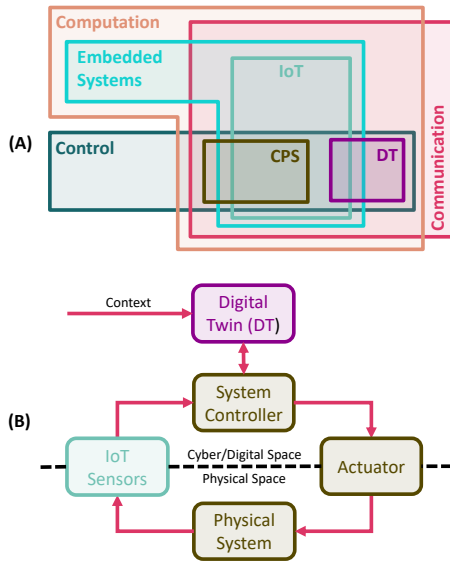 Computation
Embedded
Systems
IoT
(A)
Control
CPS
DT
Communication
Context
Digital
Twin (DT)
System
Controller
(B)
IoT
Sensors
Cyber/Digital Space
Physical Space
Actuator
Physical
System